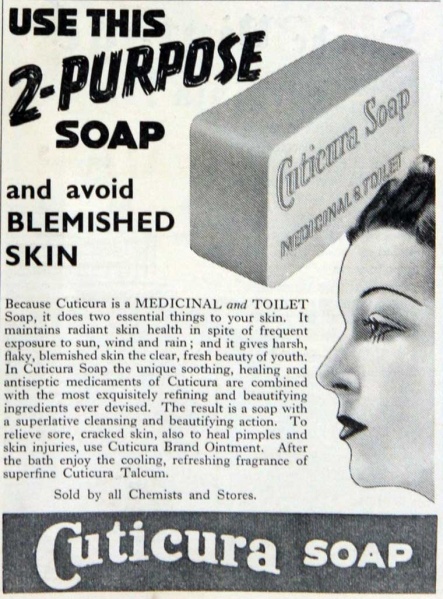 USE THIS
2-PURPOSE
SOAP
and avoid
BLEMISHED
SKIN
Cuticura Soap
MEDICINAL & TOILET
Because Cuticura is a MEDICINAL and TOILET
Soap, it does two essential things to your skin. It
maintains radiant skin health in spite of frequent
exposure to sun, wind and rain; and it gives harsh,
flaky, blemished skin the clear, fresh beauty of youth.
In Cuticura Soap the unique soothing, healing and
antiseptic medicaments of Cuticura are combined
with the most exquisitely refining and beautifying
ingredients ever devised. The result is a soap with
a superlative cleansing and beautifying action. To
relieve sore, cracked skin, also to heal pimples and
skin injuries, use Cuticura Brand Ointment. After
the bath enjoy the cooling, refreshing fragrance of
superfine Cuticura Talcum.
Sold by all Chemists and Stores.
Cuticura SOAP